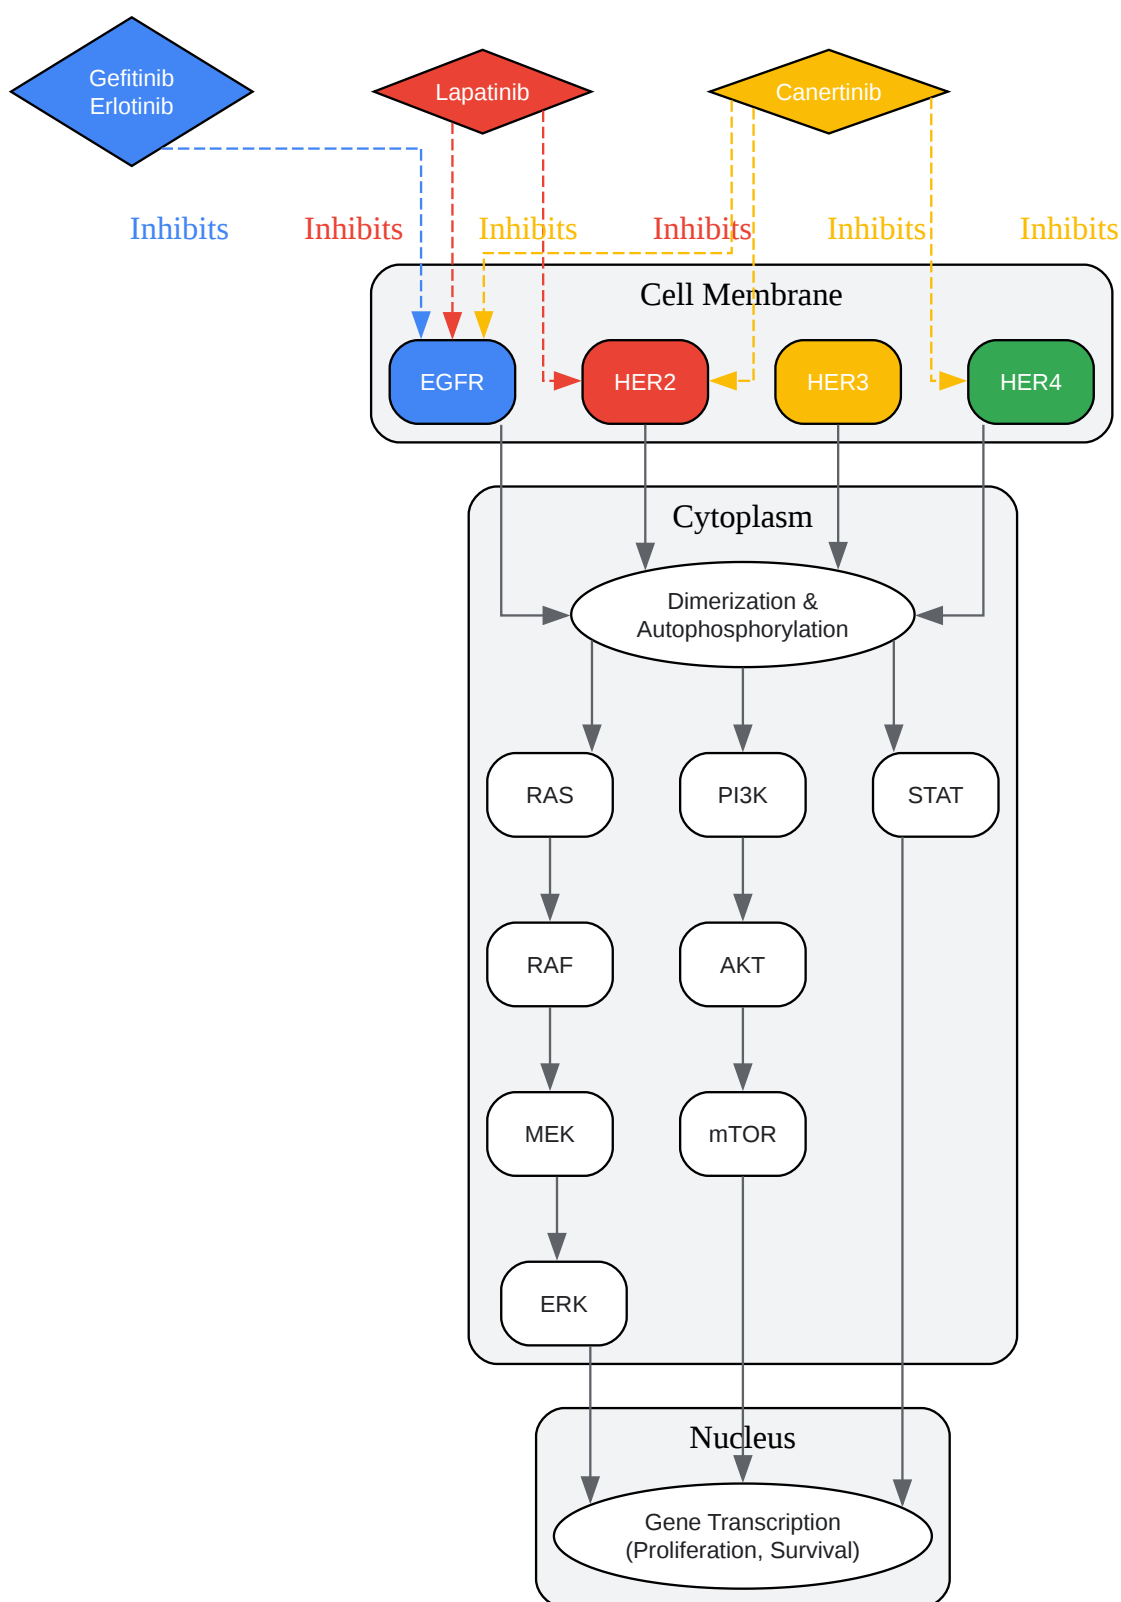 Gefitinib
Erlotinib
Lapatinib
Canertinib
Inhibits
Inhibits
Inhibits
Inhibits
Inhibits
Inhibits
Cell Membrane
EGFR
HER2
HER3
HER4
Cytoplasm
Dimerization &
Autophosphorylation
RAS
PI3K
STAT
RAF
AKT
MEK
mTOR
ERK
Nucleus
Gene Transcription
(Proliferation, Survival)